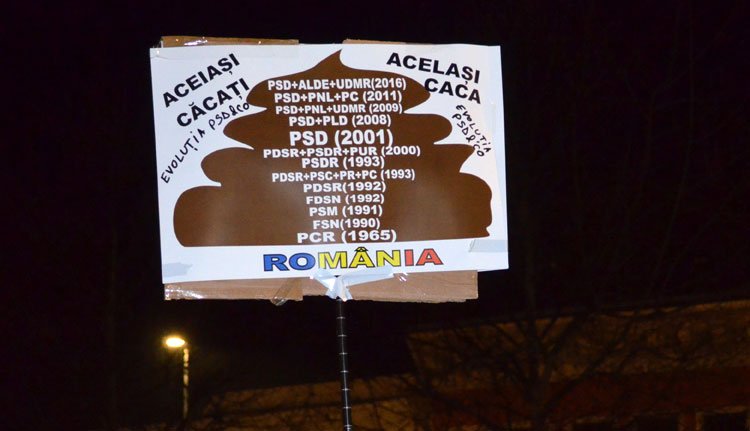 ACEIAȘI
CĂCAȚI
EVOLUȚIA PSD&CO
ACELAȘI
CACA
EVOLUȚIA
PSD&CO
PSD+ALDE+UDMR(2016)
PSD+PNL+PC (2011)
PSD+PNL+UDMR (2009)
PSD+PLD (2008)
PSD (2001)
PDSR+PSDR+PUR (2000)
PSDR (1993)
PDSR+PSC+PR+PC (1993)
PDSR(1992)
FDSN (1992)
PSM (1991)
FSN(1990)
PCR (1965)
ROMÂNIA